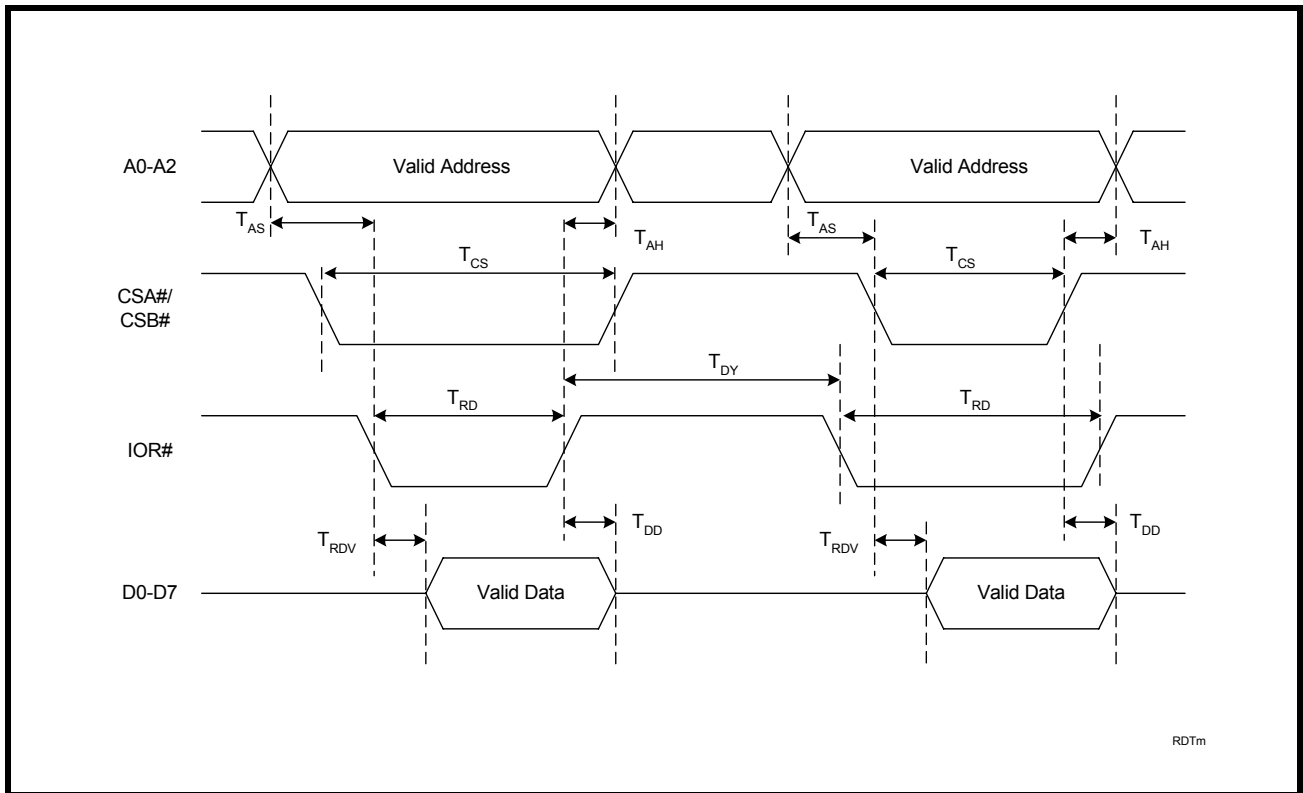 A0-A2
Valid Address
Valid Address
TAS
TAH
TAS
TAH
TCS
TCS
CSA#/
CSB#
TDY
TRD
TRD
IOR#
TRDV
TDD
TRDV
TDD
D0-D7
Valid Data
Valid Data
RDTm